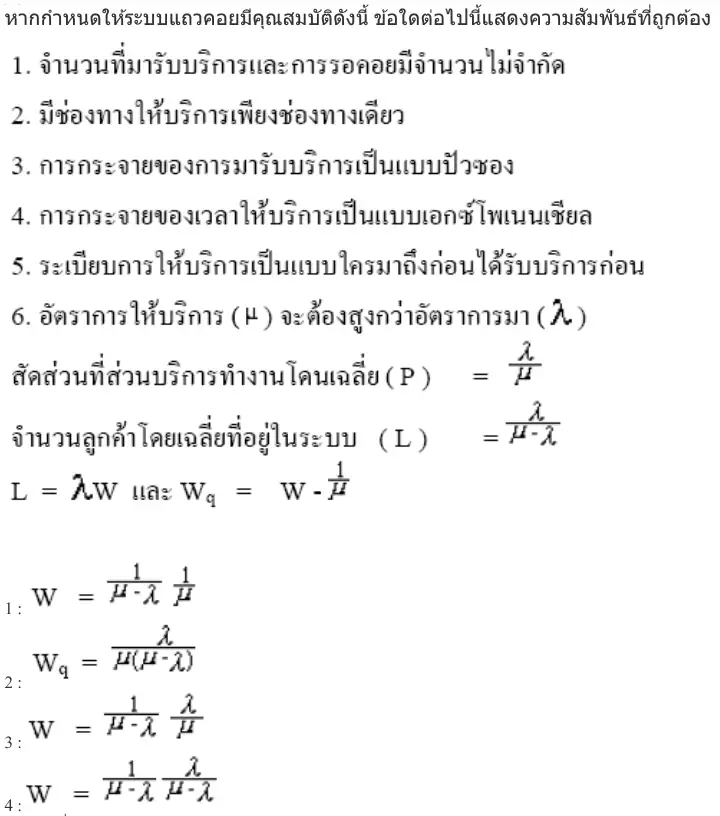 หากกำหนดให้ระบบแถวคอยมีคุณสมบัติดังนี้ ข้อใดต่อไปนี้แสดงความสัมพันธ์ที่ถูกต้อง
1. จำนวนที่มารับบริการและการรอคอยมีจำนวนไม่จำกัด
2. มีช่องทางให้บริการเพียงช่องทางเดียว
3. การกระจายของการมารับบริการเป็นแบบปัวซอง
4. การกระจายของเวลาให้บริการเป็นแบบเอกซ์โพเนนเชียล
5. ระเบียบการให้บริการเป็นแบบใครมาถึงก่อนได้รับบริการก่อน
6. อัตราการให้บริการ ( μ ) จะต้องสูงกว่าอัตราการมา ( λ )
สัดส่วนที่ส่วนบริการทำงานโดนเฉลี่ย ( P ) = λ/μ
จำนวนลูกค้าโดยเฉลี่ยที่อยู่ในระบบ ( L ) = λ/(μ - λ)
L = λW และ Wq = W - 1/μ
1 : W = 1/(μ - λ) 1/μ
2 : Wq = λ/(μ(μ - λ))
3 : W = 1/(μ - λ) λ/μ
4 : W = 1/(μ - λ) λ/(μ - λ)